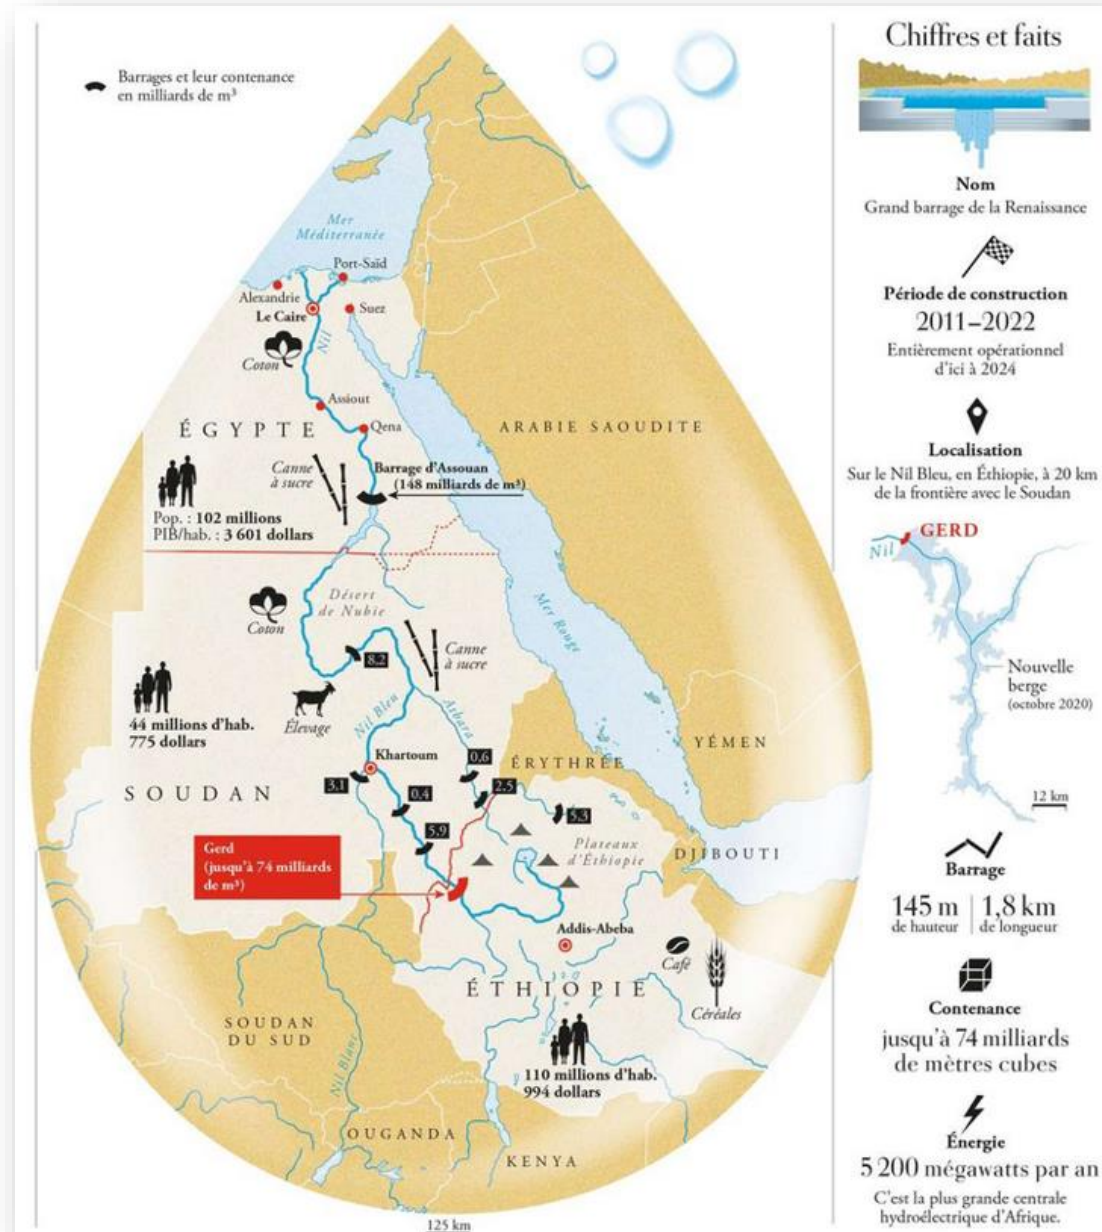 Barrages et leur contenance
en milliards de m³
Mer
Méditerranée
Port-Saïd
Alexandrie
Le Caire
Suez
Nil
Coton
Assiout
Qena
ÉGYPTE
ARABIE SAOUDITE
Canne
à sucre
Barrage d'Assouan
(148 milliards de m³)
Pop. : 102 millions
PIB/hab. : 3 601 dollars
Désert
de Nubie
Coton
Mer Rouge
Canne
à sucre
8.2
Élevage
Nil Bleu
Atbara
44 millions d'hab.
775 dollars
Khartoum
YÉMEN
ÉRYTHRÉE
SOUDAN
3,1
0,6
2.5
0.4
5,3
5,9
Plateaux
d'Éthiopie
DJIBOUTI
Gerd
(jusqu'à 74 milliards
de m³)
Addis-Abeba
Café
Céréales
ÉTHIOPIE
SOUDAN
DU SUD
Nil Blanc
110 millions d'hab.
994 dollars
OUGANDA
KENYA
125 km
Chiffres et faits
Nom
Grand barrage de la Renaissance
Période de construction
2011–2022
Entièrement opérationnel
d'ici à 2024
Localisation
Sur le Nil Bleu, en Éthiopie, à 20 km
de la frontière avec le Soudan
GERD
Nil
Nouvelle
berge
(octobre 2020)
12 km
Barrage
145 m 1,8 km
de hauteur de longueur
Contenance
jusqu'à 74 milliards
de mètres cubes
Énergie
5 200 mégawatts par an
C'est la plus grande centrale
hydroélectrique d'Afrique.